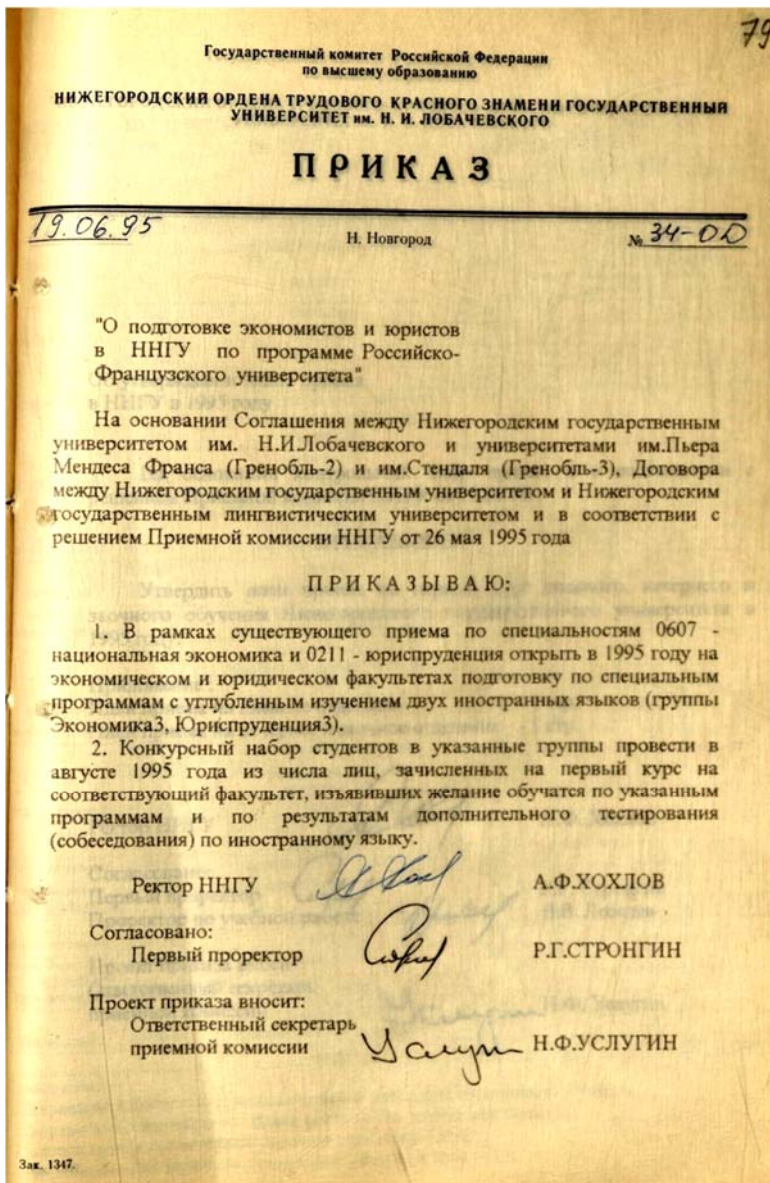 79
Государственный комитет Российской Федерации
по высшему образованию
НИЖЕГОРОДСКИЙ ОРДЕНА ТРУДОВОГО КРАСНОГО ЗНАМЕНИ ГОСУДАРСТВЕННЫЙ
УНИВЕРСИТЕТ им. Н. И. ЛОБАЧЕВСКОГО
ПРИКАЗ
19.06.95
Н. Новгород
№ 34-ОД
"О подготовке экономистов и юристов
в ННГУ по программе Российско-
Французского университета"
На основании Соглашения между Нижегородским государственным
университетом им. Н.И.Лобачевского и университетами им.Пьера
Мендеса Франса (Гренобль-2) и им.Стендаля (Гренобль-3), Договора
между Нижегородским государственным университетом и Нижегородским
государственным лингвистическим университетом и в соответствии с
решением Приемной комиссии ННГУ от 26 мая 1995 года
ПРИКАЗЫВАЮ:
1. В рамках существующего приема по специальностям 0607 -
национальная экономика и 0211 - юриспруденция открыть в 1995 году на
экономическом и юридическом факультетах подготовку по специальным
программам с углубленным изучением двух иностранных языков (группы
Экономика3, Юриспруденция3).
2. Конкурсный набор студентов в указанные группы провести в
августе 1995 года из числа лиц, зачисленных на первый курс на
соответствующий факультет, изъявивших желание обучатся по указанным
программам и по результатам дополнительного тестирования
(собеседования) по иностранному языку.
Ректор ННГУ А.Ф.ХОХЛОВ
Согласовано:
Первый проректор Р.Г.СТРОНГИН
Проект приказа вносит:
Ответственный секретарь
приемной комиссии Н.Ф.УСЛУГИН
Зак. 1347.